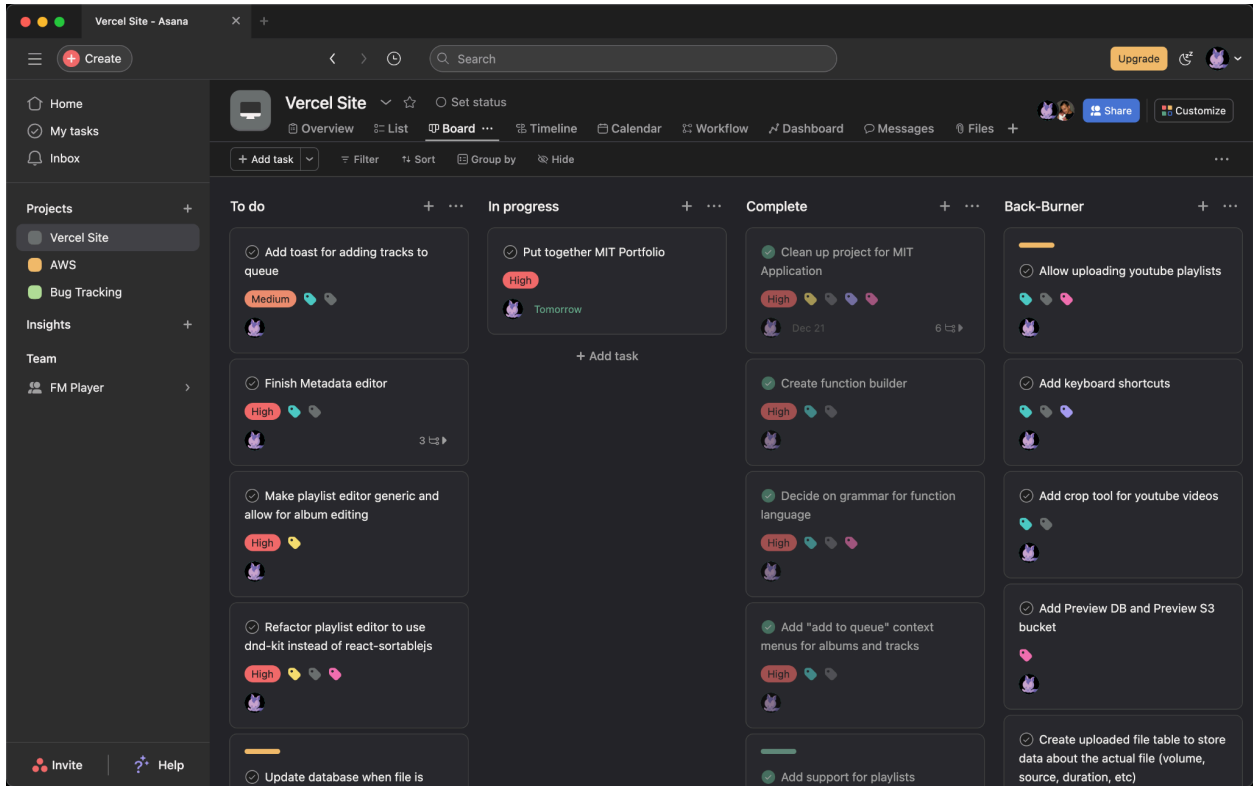 Vercel Site - Asana
Create
Search
Upgrade
Home
My tasks
Inbox
Projects
Vercel Site
AWS
Bug Tracking
Insights
Team
FM Player
Invite
Help
Vercel Site
Set status
Share
Customize
Overview
List
Board
Timeline
Calendar
Workflow
Dashboard
Messages
Files
Add task
Filter
Sort
Group by
Hide
To do
Add toast for adding tracks to
queue
Medium
Finish Metadata editor
High
3
Make playlist editor generic and
allow for album editing
High
Refactor playlist editor to use
dnd-kit instead of react-sortablejs
High
Update database when file is
In progress
Put together MIT Portfolio
High
Tomorrow
+ Add task
Complete
Clean up project for MIT
Application
High
Dec 21
6
Create function builder
High
Decide on grammar for function
language
High
Add "add to queue" context
menus for albums and tracks
High
Add support for playlists
Back-Burner
Allow uploading youtube playlists
Add keyboard shortcuts
Add crop tool for youtube videos
Add Preview DB and Preview S3
bucket
Create uploaded file table to store
data about the actual file (volume,
source, duration, etc)